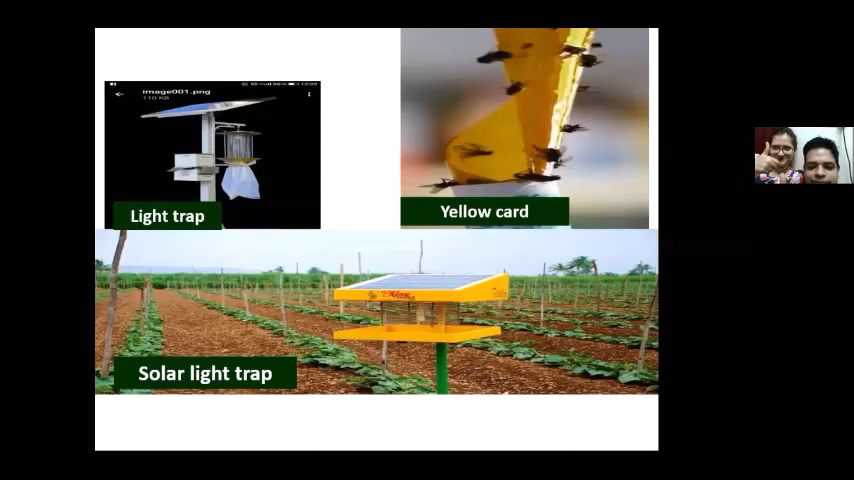 image001.png
110 KB
Light trap
Yellow card
Solar light trap